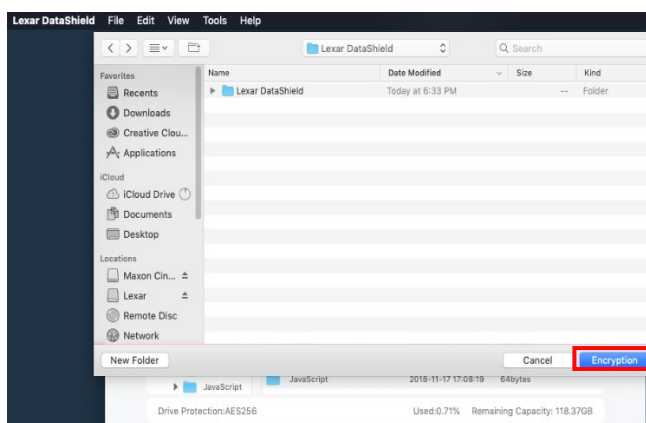 Lexar DataShield File Edit View Tools Help
Lexar DataShield
Search
Favorites
Recents
Downloads
Creative Clou...
Applications
iCloud
iCloud Drive
Documents
Desktop
Locations
Maxon Cin...
Lexar
Remote Disc
Network
Name Date Modified Size Kind
Lexar DataShield Today at 6:33 PM -- Folder
New Folder Cancel Encryption
JavaScript JavaScript 2018-11-17 17:08:19 64bytes
Drive Protection:AES256 Used:0.71% Remaining Capacity: 118.37GB